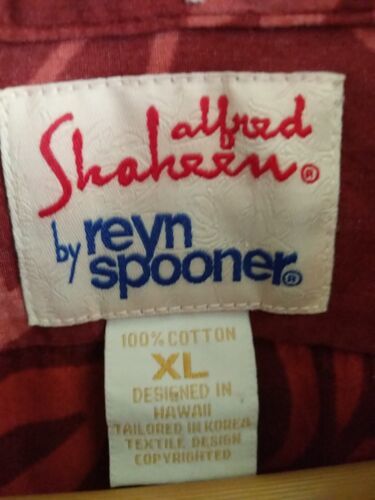 alfred
Shaheen®
by reyn
spooner®
100% COTTON
XL
DESIGNED IN
HAWAII
TAILORED IN KOREA
TEXTILE DESIGN
COPYRIGHTED